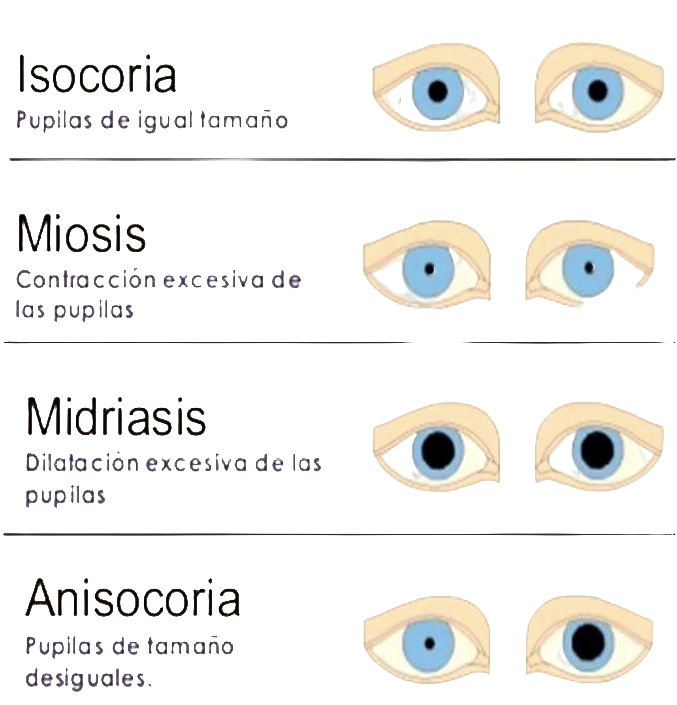 Isocoria
Pupilas de igual tamaño
Miosis
Contracción excesiva de
las pupilas
Midriasis
Dilatación excesiva de las
pupilas
Anisocoria
Pupilas de tamaño
desiguales.